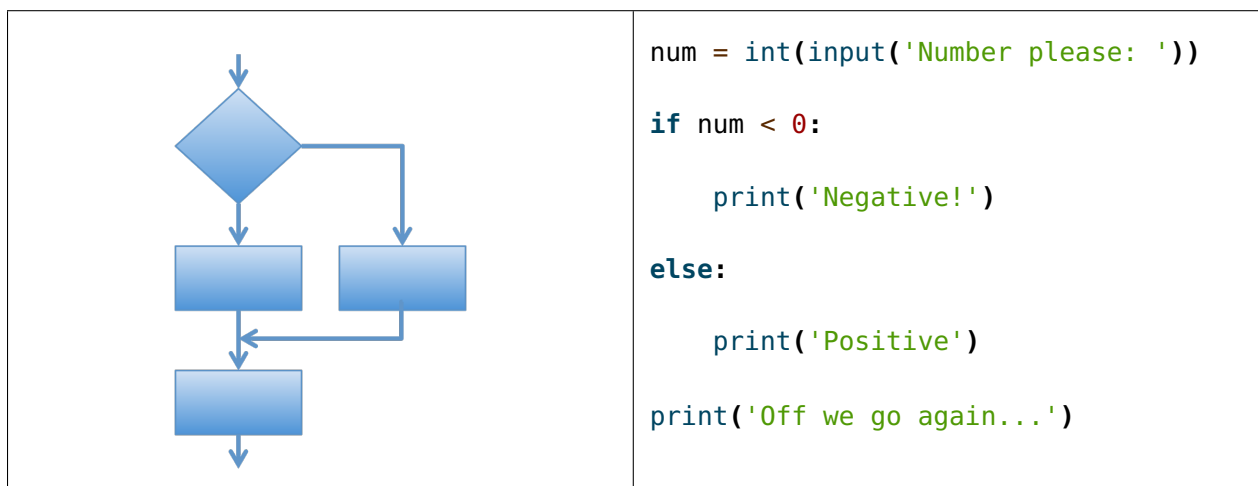 num = int(input('Number please: '))
if num < 0:
    print('Negative!')
else:
    print('Positive')
print('Off we go again...')